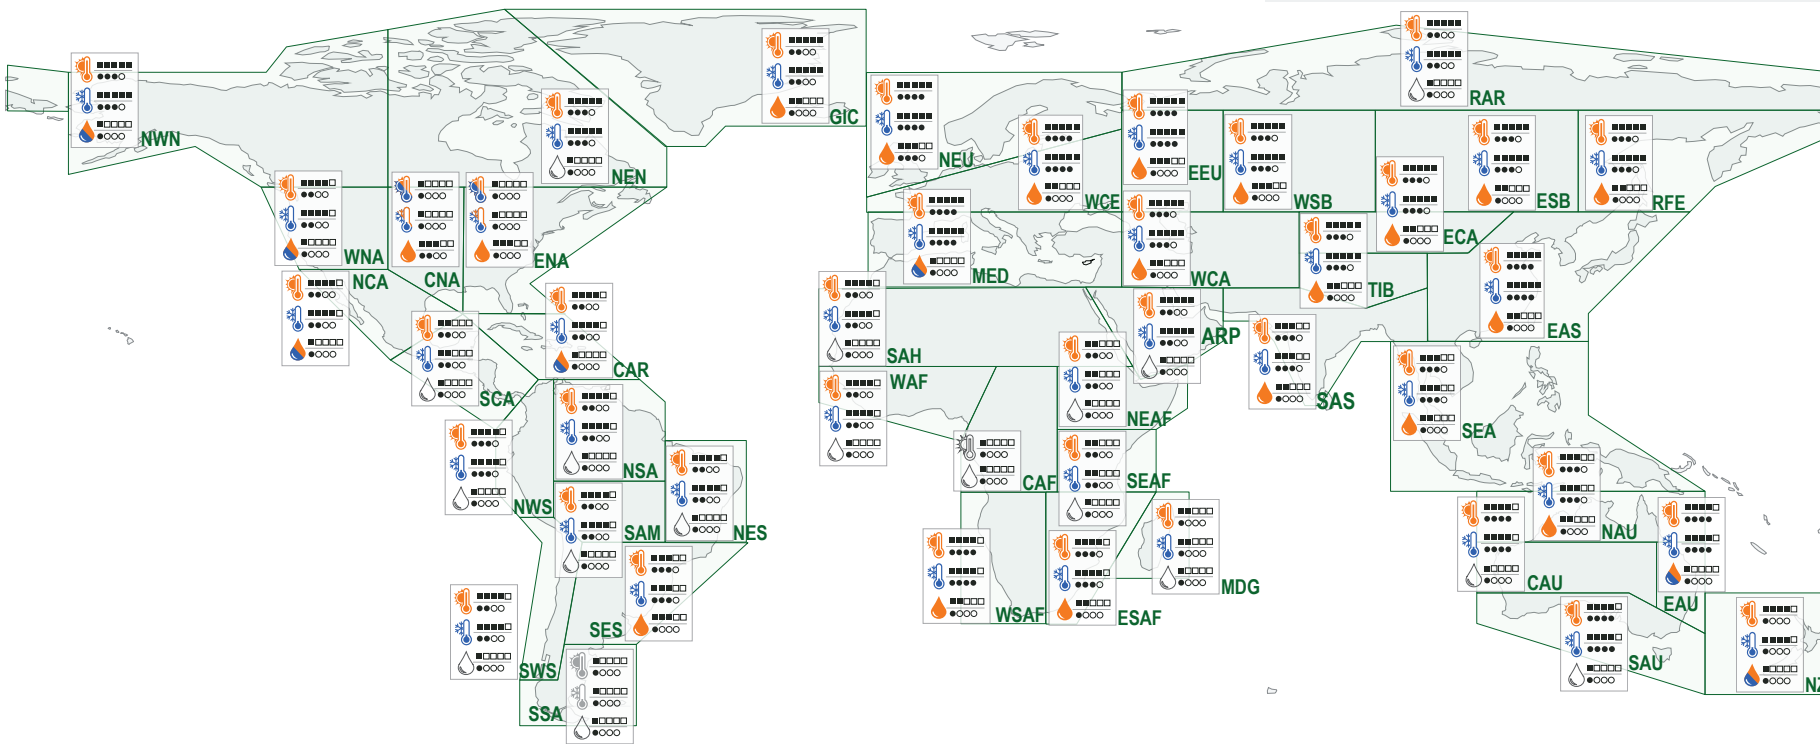 RAR
GIC
NWN
NEU
NEN
EEU
WCE
WSB
ESB
RFE
WNA
CNA
ENA
NCA
MED
WCA
ECA
TIB
EAS
CAR
SCA
SAH
ARP
WAF
NEAF
SAS
SEA
NWS
NSA
NES
CAF
SEAF
SAM
NAU
MDG
CAU
EAU
SES
WSAF
ESAF
SWS
SSA
SAU
NZ